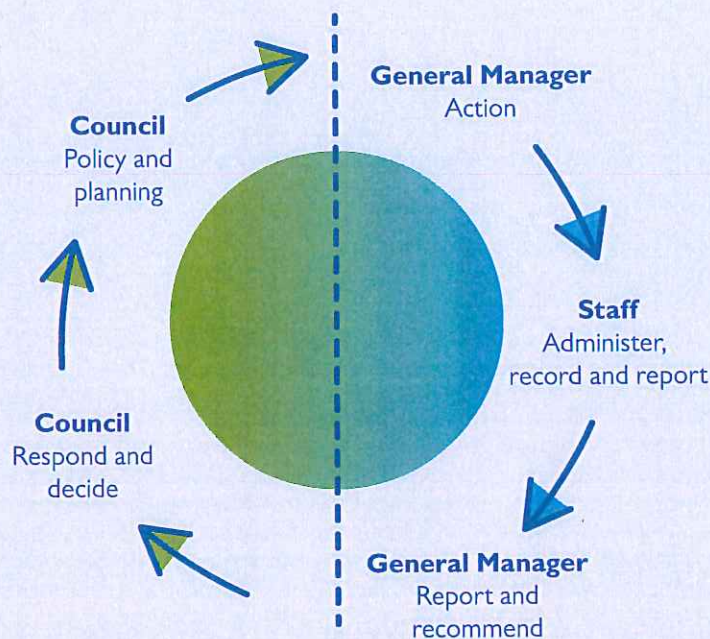 General Manager
Action
Staff
Administer,
record and report
General Manager
Report and
recommend
Council
Respond and
decide
Council
Policy and
planning